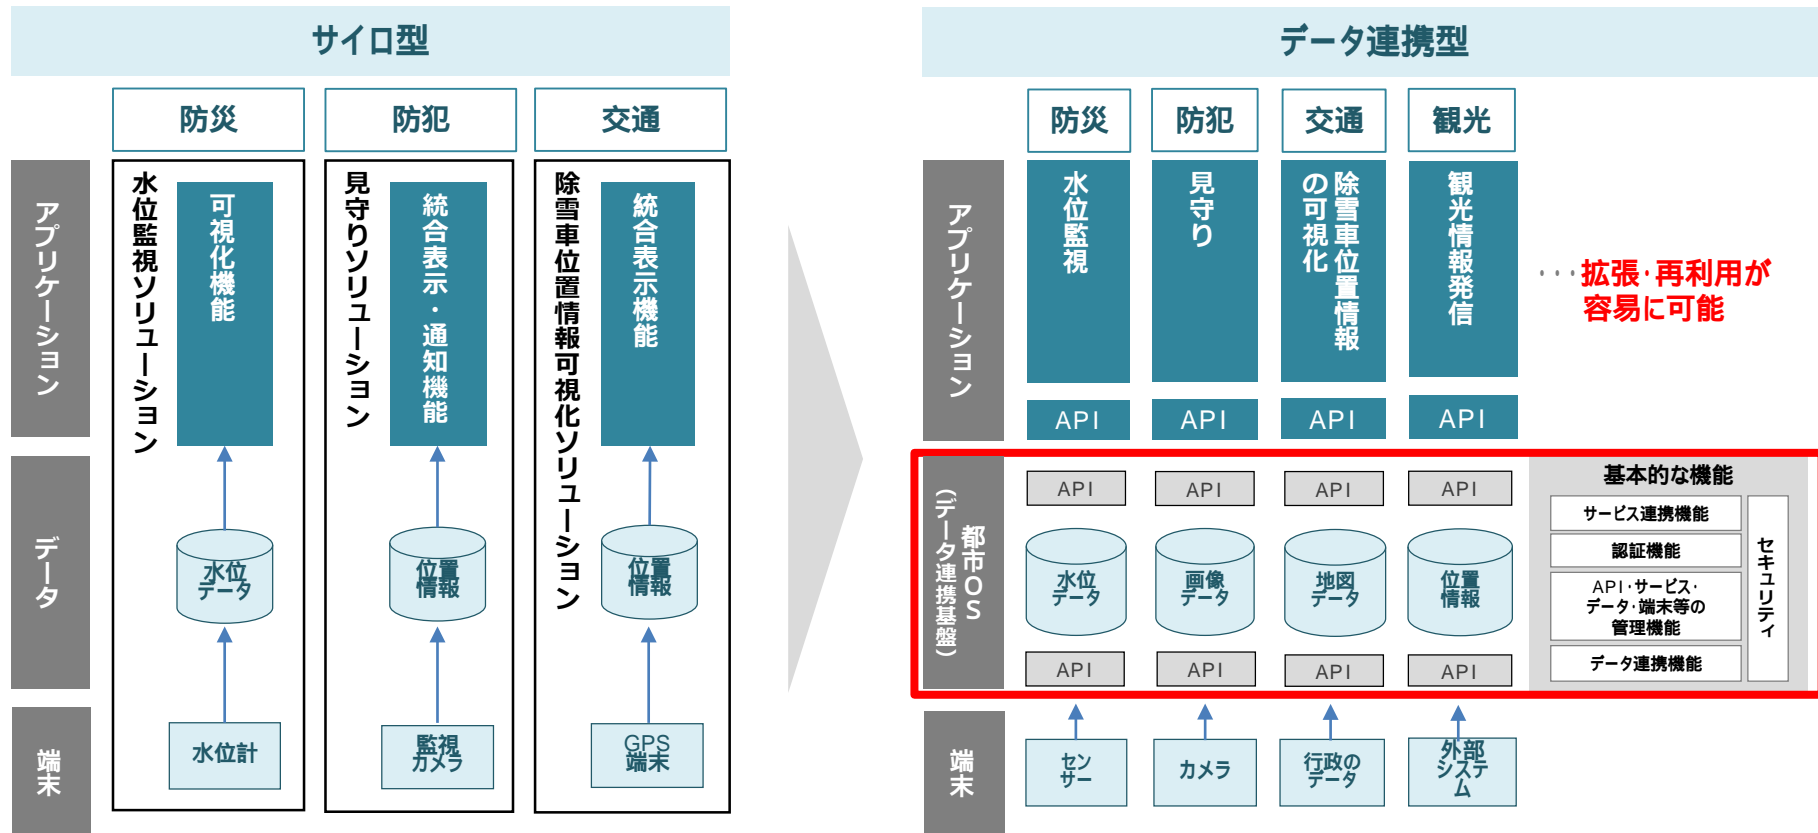 サイロ型
防災
防犯
交通
アプリケーション
水位監視ソリューション
可視化機能
見守りソリューション
統合表示・通知機能
除雪車位置情報可視化ソリューション
統合表示機能
データ
水位
データ
位置
情報
位置
情報
端末
水位計
監視
カメラ
GPS
端末
データ連携型
防災
防犯
交通
観光
アプリケーション
水位監視
見守り
除雪車位置情報
の可視化
観光情報発信
･･･拡張･再利用が
容易に可能
API
API
API
API
都市OS
(データ連携基盤)
API
API
API
API
水位
データ
画像
データ
地図
データ
位置
情報
API
API
API
API
基本的な機能
サービス連携機能
認証機能
API･サービス･
データ･端末等の
管理機能
データ連携機能
セキュリティ
端末
セン
サー
カメラ
行政の
データ
外部
システ
ム